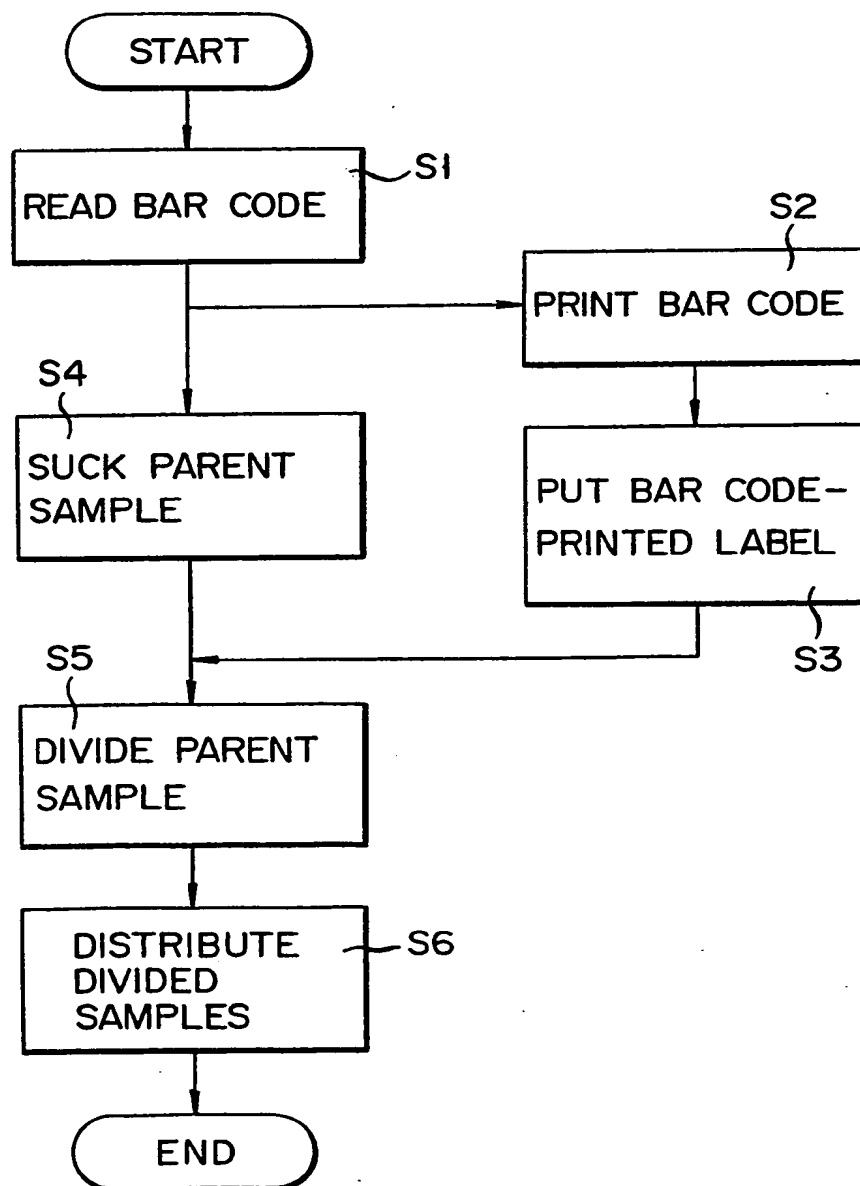 START
READ BAR CODE
S1
S2
PRINT BAR CODE
S4
SUCK PARENT
SAMPLE
PUT BAR CODE-
PRINTED LABEL
S3
S5
DIVIDE PARENT
SAMPLE
DISTRIBUTE
DIVIDED
SAMPLES
S6
END